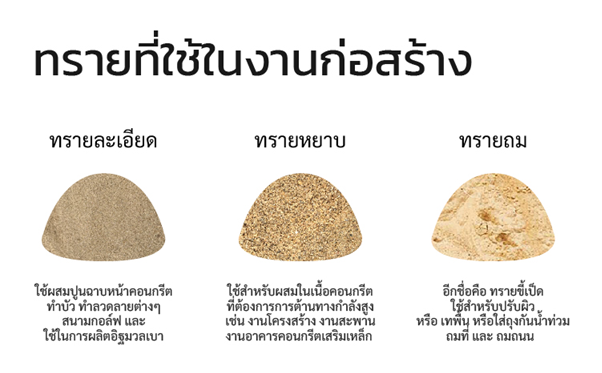 ทรายที่ใช้ในงานก่อสร้าง
ทรายละเอียด
ทรายหยาบ
ทรายถม
ใช้ผสมปูนฉาบหน้าคอนกรีต
ทำบัว ทำลวดลายต่างๆ
สนามกอล์ฟ และ
ใช้ในการผลิตอิฐมวลเบา
ใช้สำหรับผสมในเนื้อคอนกรีต
ที่ต้องการการต้านทางกำลังสูง
เช่น งานโครงสร้าง งานสะพาน
งานอาคารคอนกรีตเสริมเหล็ก
อีกชื่อคือ ทรายขี้เป็ด
ใช้สำหรับปรับผิว
หรือ เทพื้น หรือใส่ถุงกันน้ำท่วม
ถมที่ และ ถมถนน